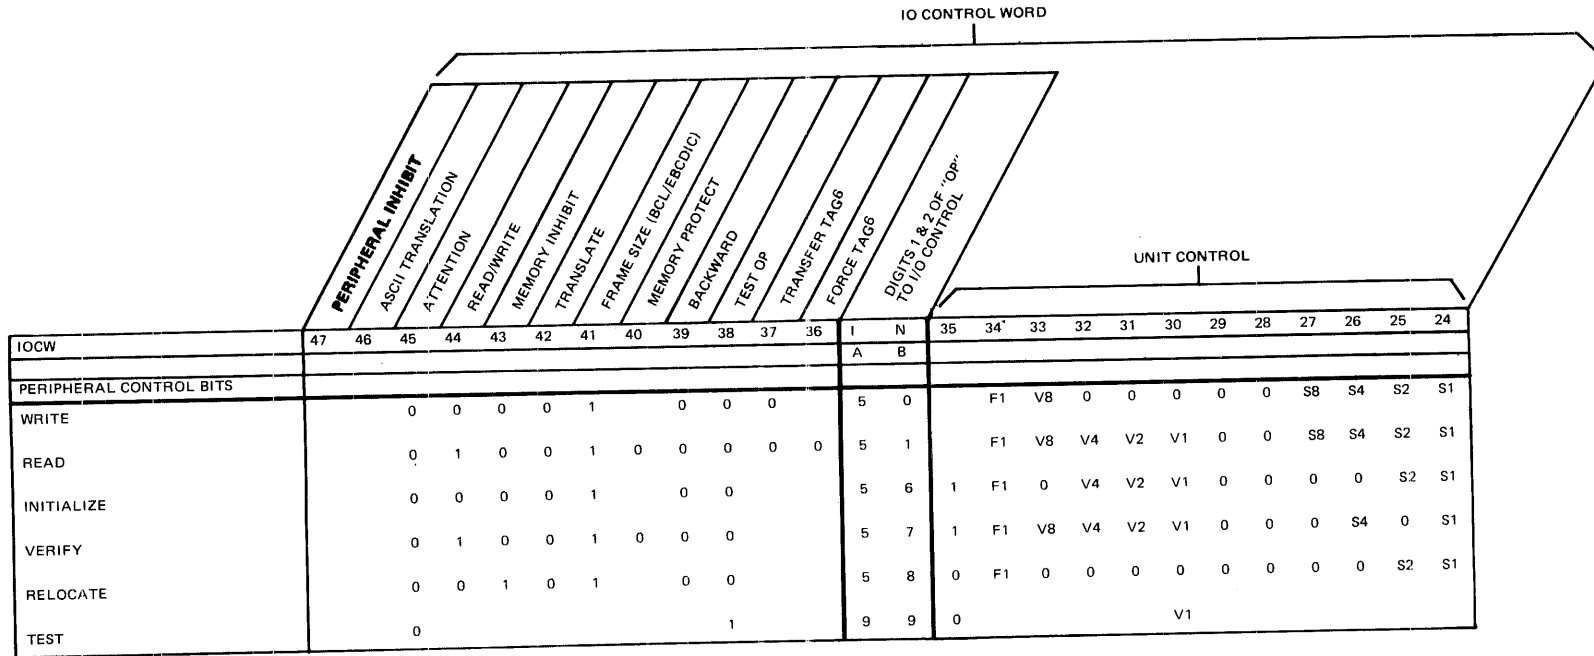 IO CONTROL WORD
PERIPHERAL INHIBIT
ASCII TRANSLATION
ATTENTION
READ/WRITE
MEMORY INHIBIT
TRANSLATE
FRAME SIZE (BCL/EBCDIC)
MEMORY PROTECT
BACKWARD
TEST OP
TRANSFER TAG6
FORCE TAG6
DIGITS 1 & 2 OF "OP"
TO I/O CONTROL
UNIT CONTROL
IOCW 47 46 45 44 43 42 41 40 39 38 37 36 I N 35 34 33 32 31 30 29 28 27 26 25 24
A B
PERIPHERAL CONTROL BITS
WRITE 0 0 0 0 1 0 0 0 5 0 F1 V8 0 0 0 0 0 S8 S4 S2 S1
READ 0 1 0 0 1 0 0 0 0 0 5 1 F1 V8 V4 V2 V1 0 0 S8 S4 S2 S1
INITIALIZE 0 0 0 0 1 0 0 5 6 1 F1 0 V4 V2 V1 0 0 0 0 S2 S1
VERIFY 0 1 0 0 1 0 0 0 5 7 1 F1 V8 V4 V2 V1 0 0 0 S4 0 S1
RELOCATE 0 0 1 0 1 0 0 5 8 0 F1 0 0 0 0 0 0 0 0 S2 S1
TEST 0 1 9 9 0 V1